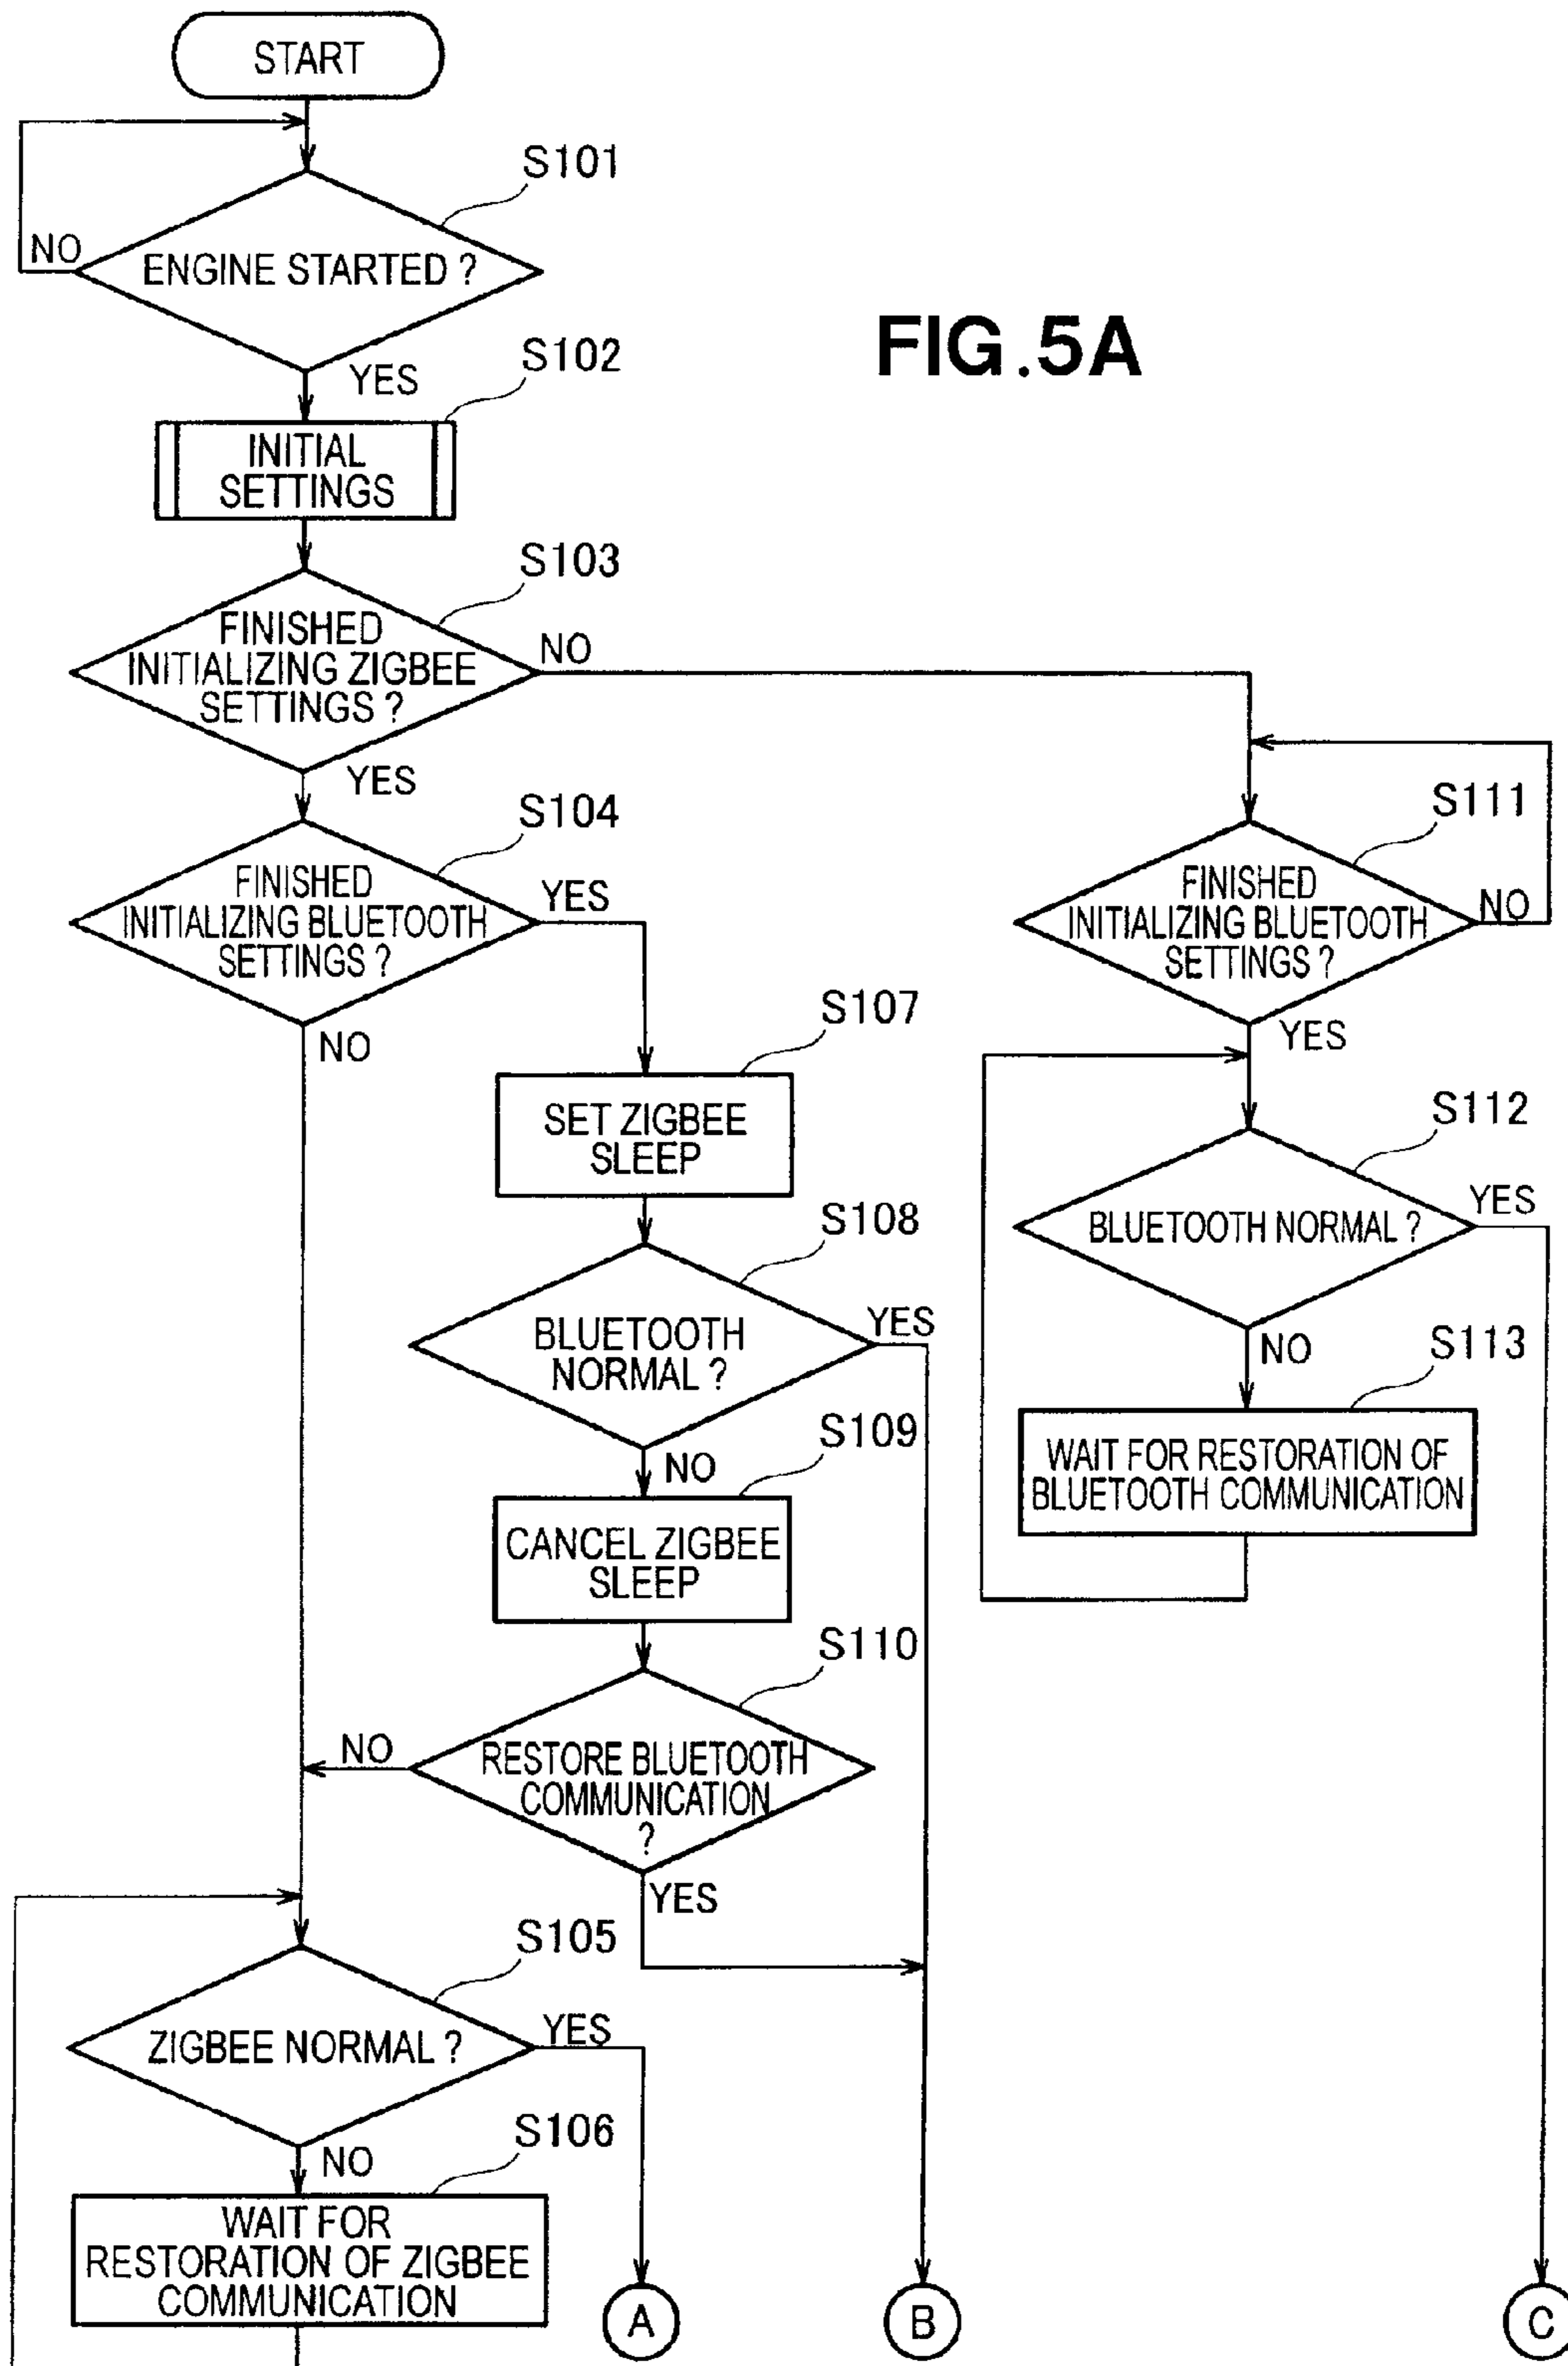 START
S101
NO
ENGINE STARTED ?
FIG.5A
YES
S102
INITIAL
SETTINGS
S103
FINISHED
INITIALIZING ZIGBEE
SETTINGS ?
NO
YES
S104
FINISHED
INITIALIZING BLUETOOTH
SETTINGS ?
YES
NO
S111
FINISHED
INITIALIZING BLUETOOTH
SETTINGS ?
NO
YES
S107
SET ZIGBEE
SLEEP
S112
BLUETOOTH NORMAL ?
YES
NO
S108
BLUETOOTH
NORMAL ?
YES
NO
S113
WAIT FOR RESTORATION OF
BLUETOOTH COMMUNICATION
S109
CANCEL ZIGBEE
SLEEP
S110
RESTORE BLUETOOTH
COMMUNICATION
?
NO
YES
S105
ZIGBEE NORMAL ?
YES
NO
S106
WAIT FOR
RESTORATION OF ZIGBEE
COMMUNICATION
A
B
C